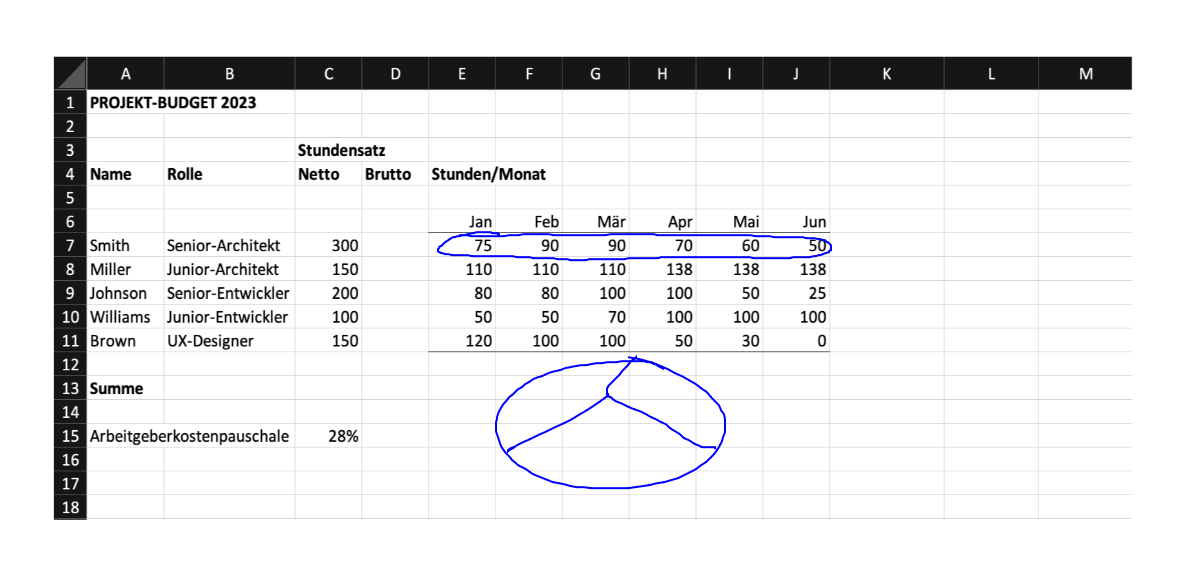 A B C D E F G H I J K L M
1 PROJEKT-BUDGET 2023
2
3 Stundensatz
4 Name Rolle Netto Brutto Stunden/Monat
5
6 Jan Feb Mär Apr Mai Jun
7 Smith Senior-Architekt 300 75 90 90 70 60 50
8 Miller Junior-Architekt 150 110 110 110 138 138 138
9 Johnson Senior-Entwickler 200 80 80 100 100 50 25
10 Williams Junior-Entwickler 100 50 50 70 100 100 100
11 Brown UX-Designer 150 120 100 100 50 30 0
12
13 Summe
14
15 Arbeitgeberkostenpauschale 28%
16
17
18